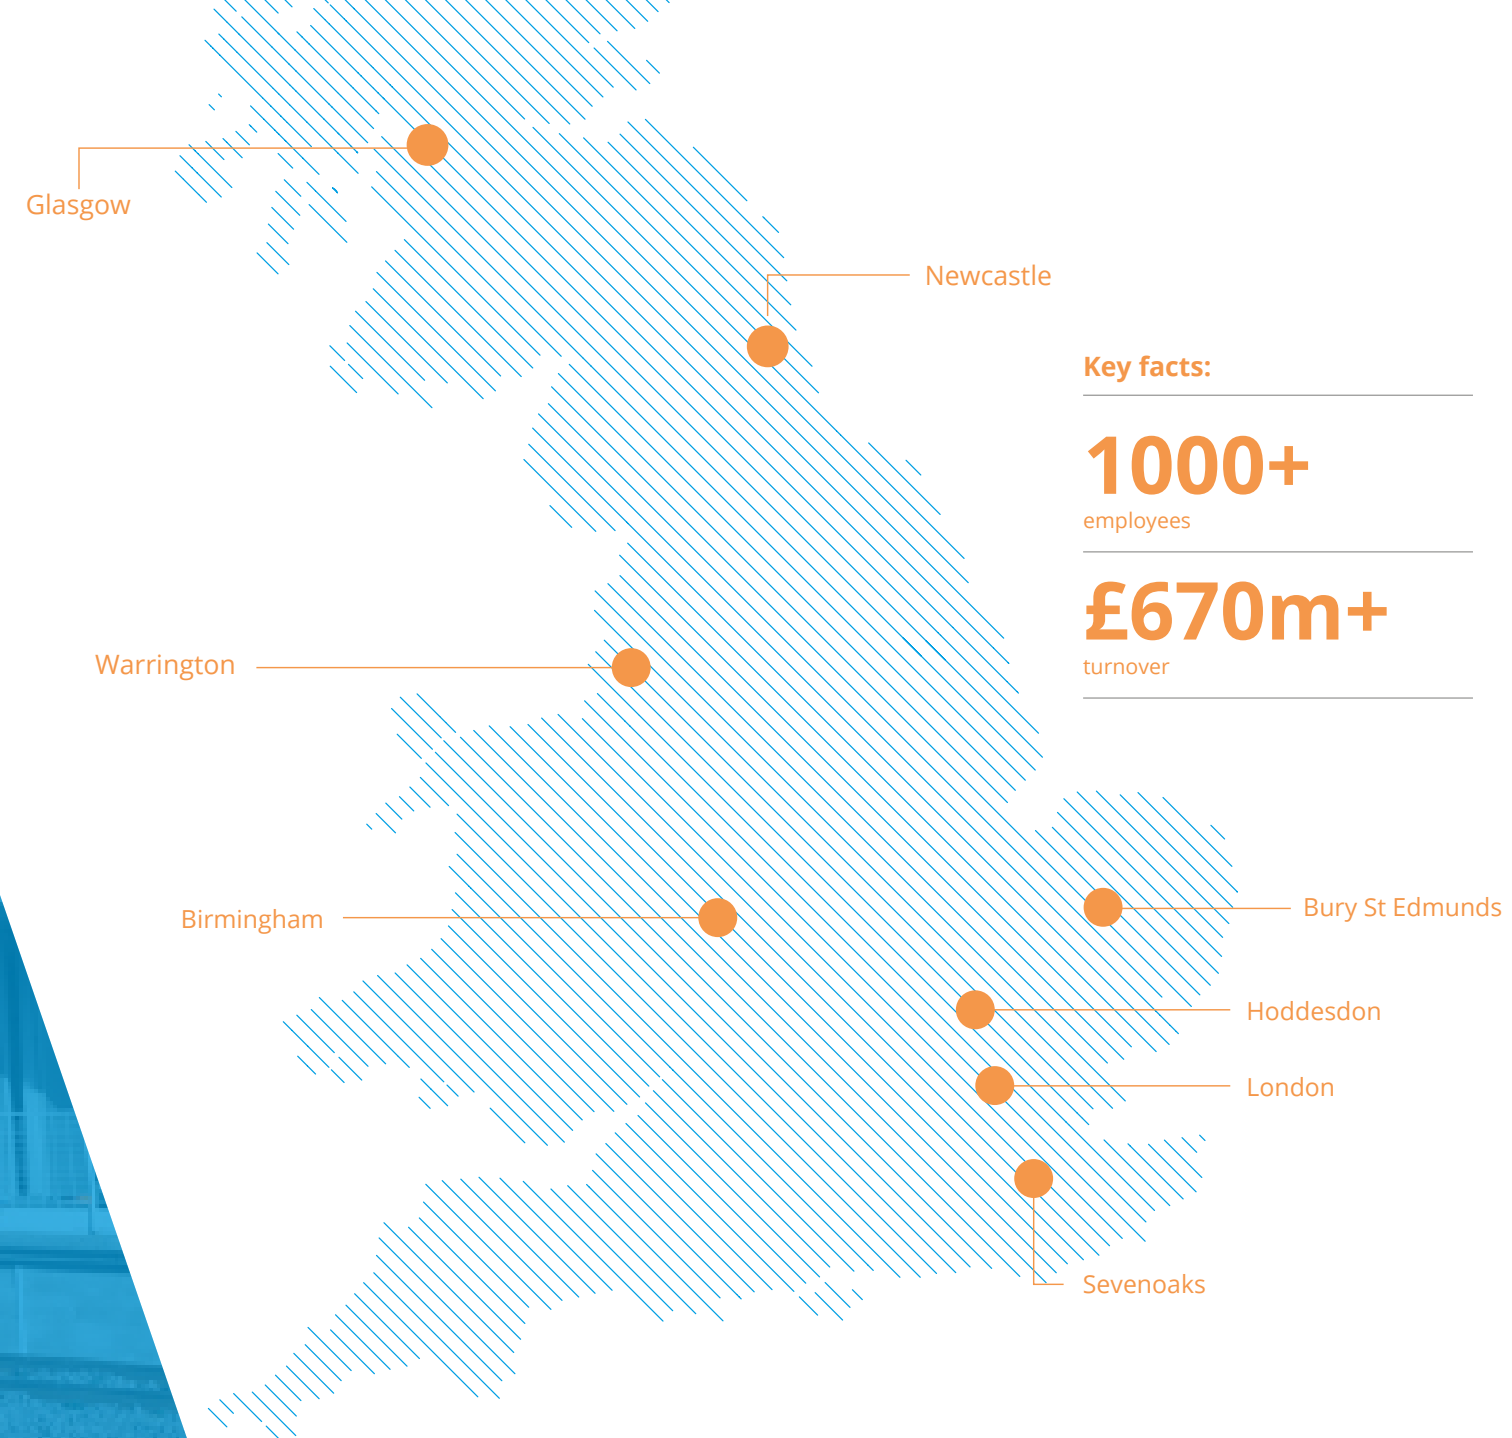 Glasgow
Newcastle
Key facts:
1000+
employees
£670m+
turnover
Warrington
Birmingham
Bury St Edmunds
Hoddesdon
London
Sevenoaks